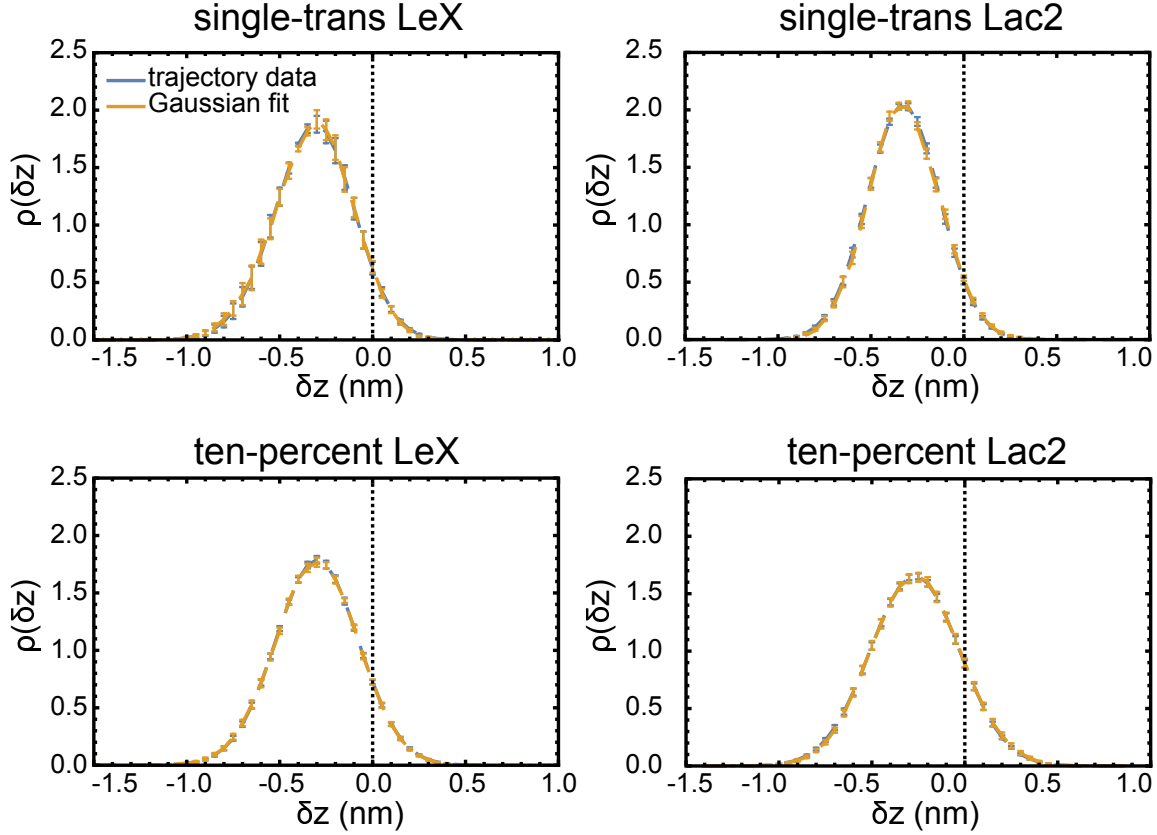 single-trans LeX
2.5
2.0
1.5
1.0
0.5
0.0
ρ(δz)
trajectory data
Gaussian fit
-1.5 -1.0 -0.5 0.0 0.5 1.0
δz (nm)
single-trans Lac2
2.5
2.0
1.5
1.0
0.5
0.0
ρ(δz)
-1.5 -1.0 -0.5 0.0 0.5 1.0
δz (nm)
ten-percent LeX
2.5
2.0
1.5
1.0
0.5
0.0
ρ(δz)
-1.5 -1.0 -0.5 0.0 0.5 1.0
δz (nm)
ten-percent Lac2
2.5
2.0
1.5
1.0
0.5
0.0
ρ(δz)
-1.5 -1.0 -0.5 0.0 0.5 1.0
δz (nm)